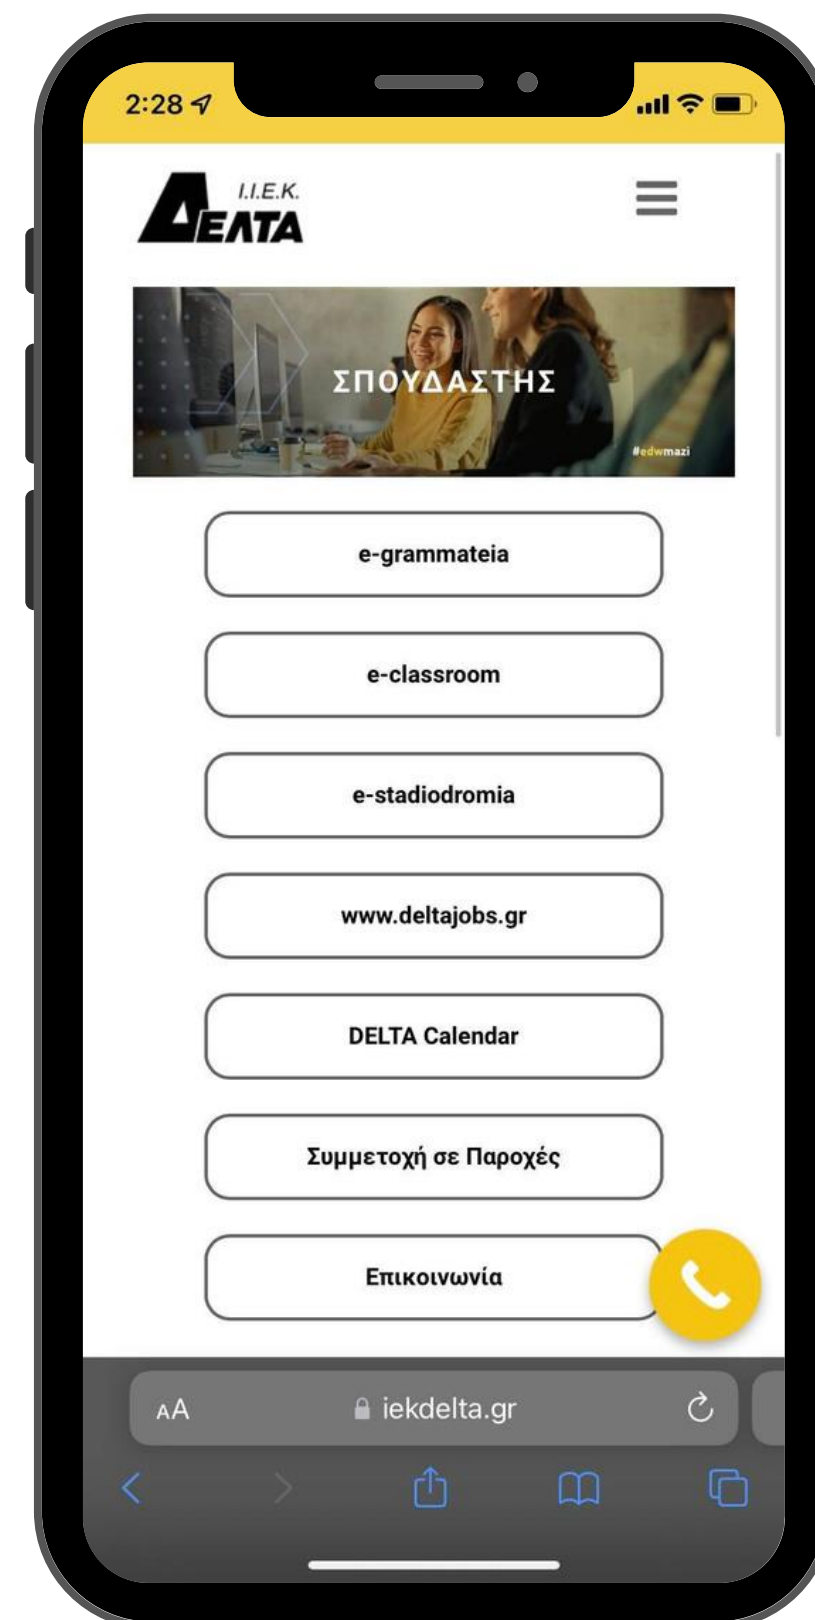 2:28
Ι.Ι.Ε.Κ.
ΔΕΛΤΑ
ΣΠΟΥΔΑΣΤΗΣ
#edwmazi
e-grammateia
e-classroom
e-stadiodromia
www.deltajobs.gr
DELTA Calendar
Συμμετοχή σε Παροχές
Επικοινωνία
AA iekdelta.gr